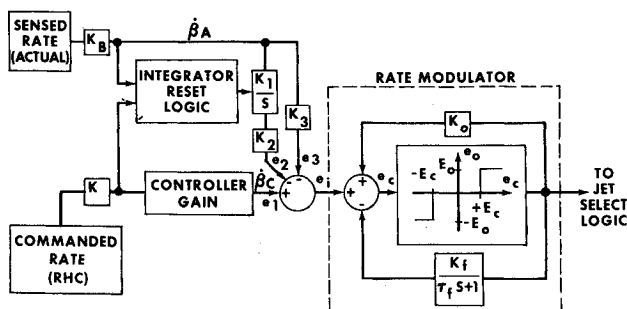 SENSED
RATE
(ACTUAL)
K_B
β̇_A
INTEGRATOR
RESET
LOGIC
K_1
S
K_2
K_3
e_2
e_3
K
CONTROLLER
GAIN
β̇_C
e_1
- -
+
e_i
COMMANDED
RATE
(RHC)
RATE MODULATOR
K_o
+
+
-
e_c
e_o
-E_c
E_o
e_c
+E_c
-E_o
K_f
τ_f S+1
TO
JET
SELECT
LOGIC